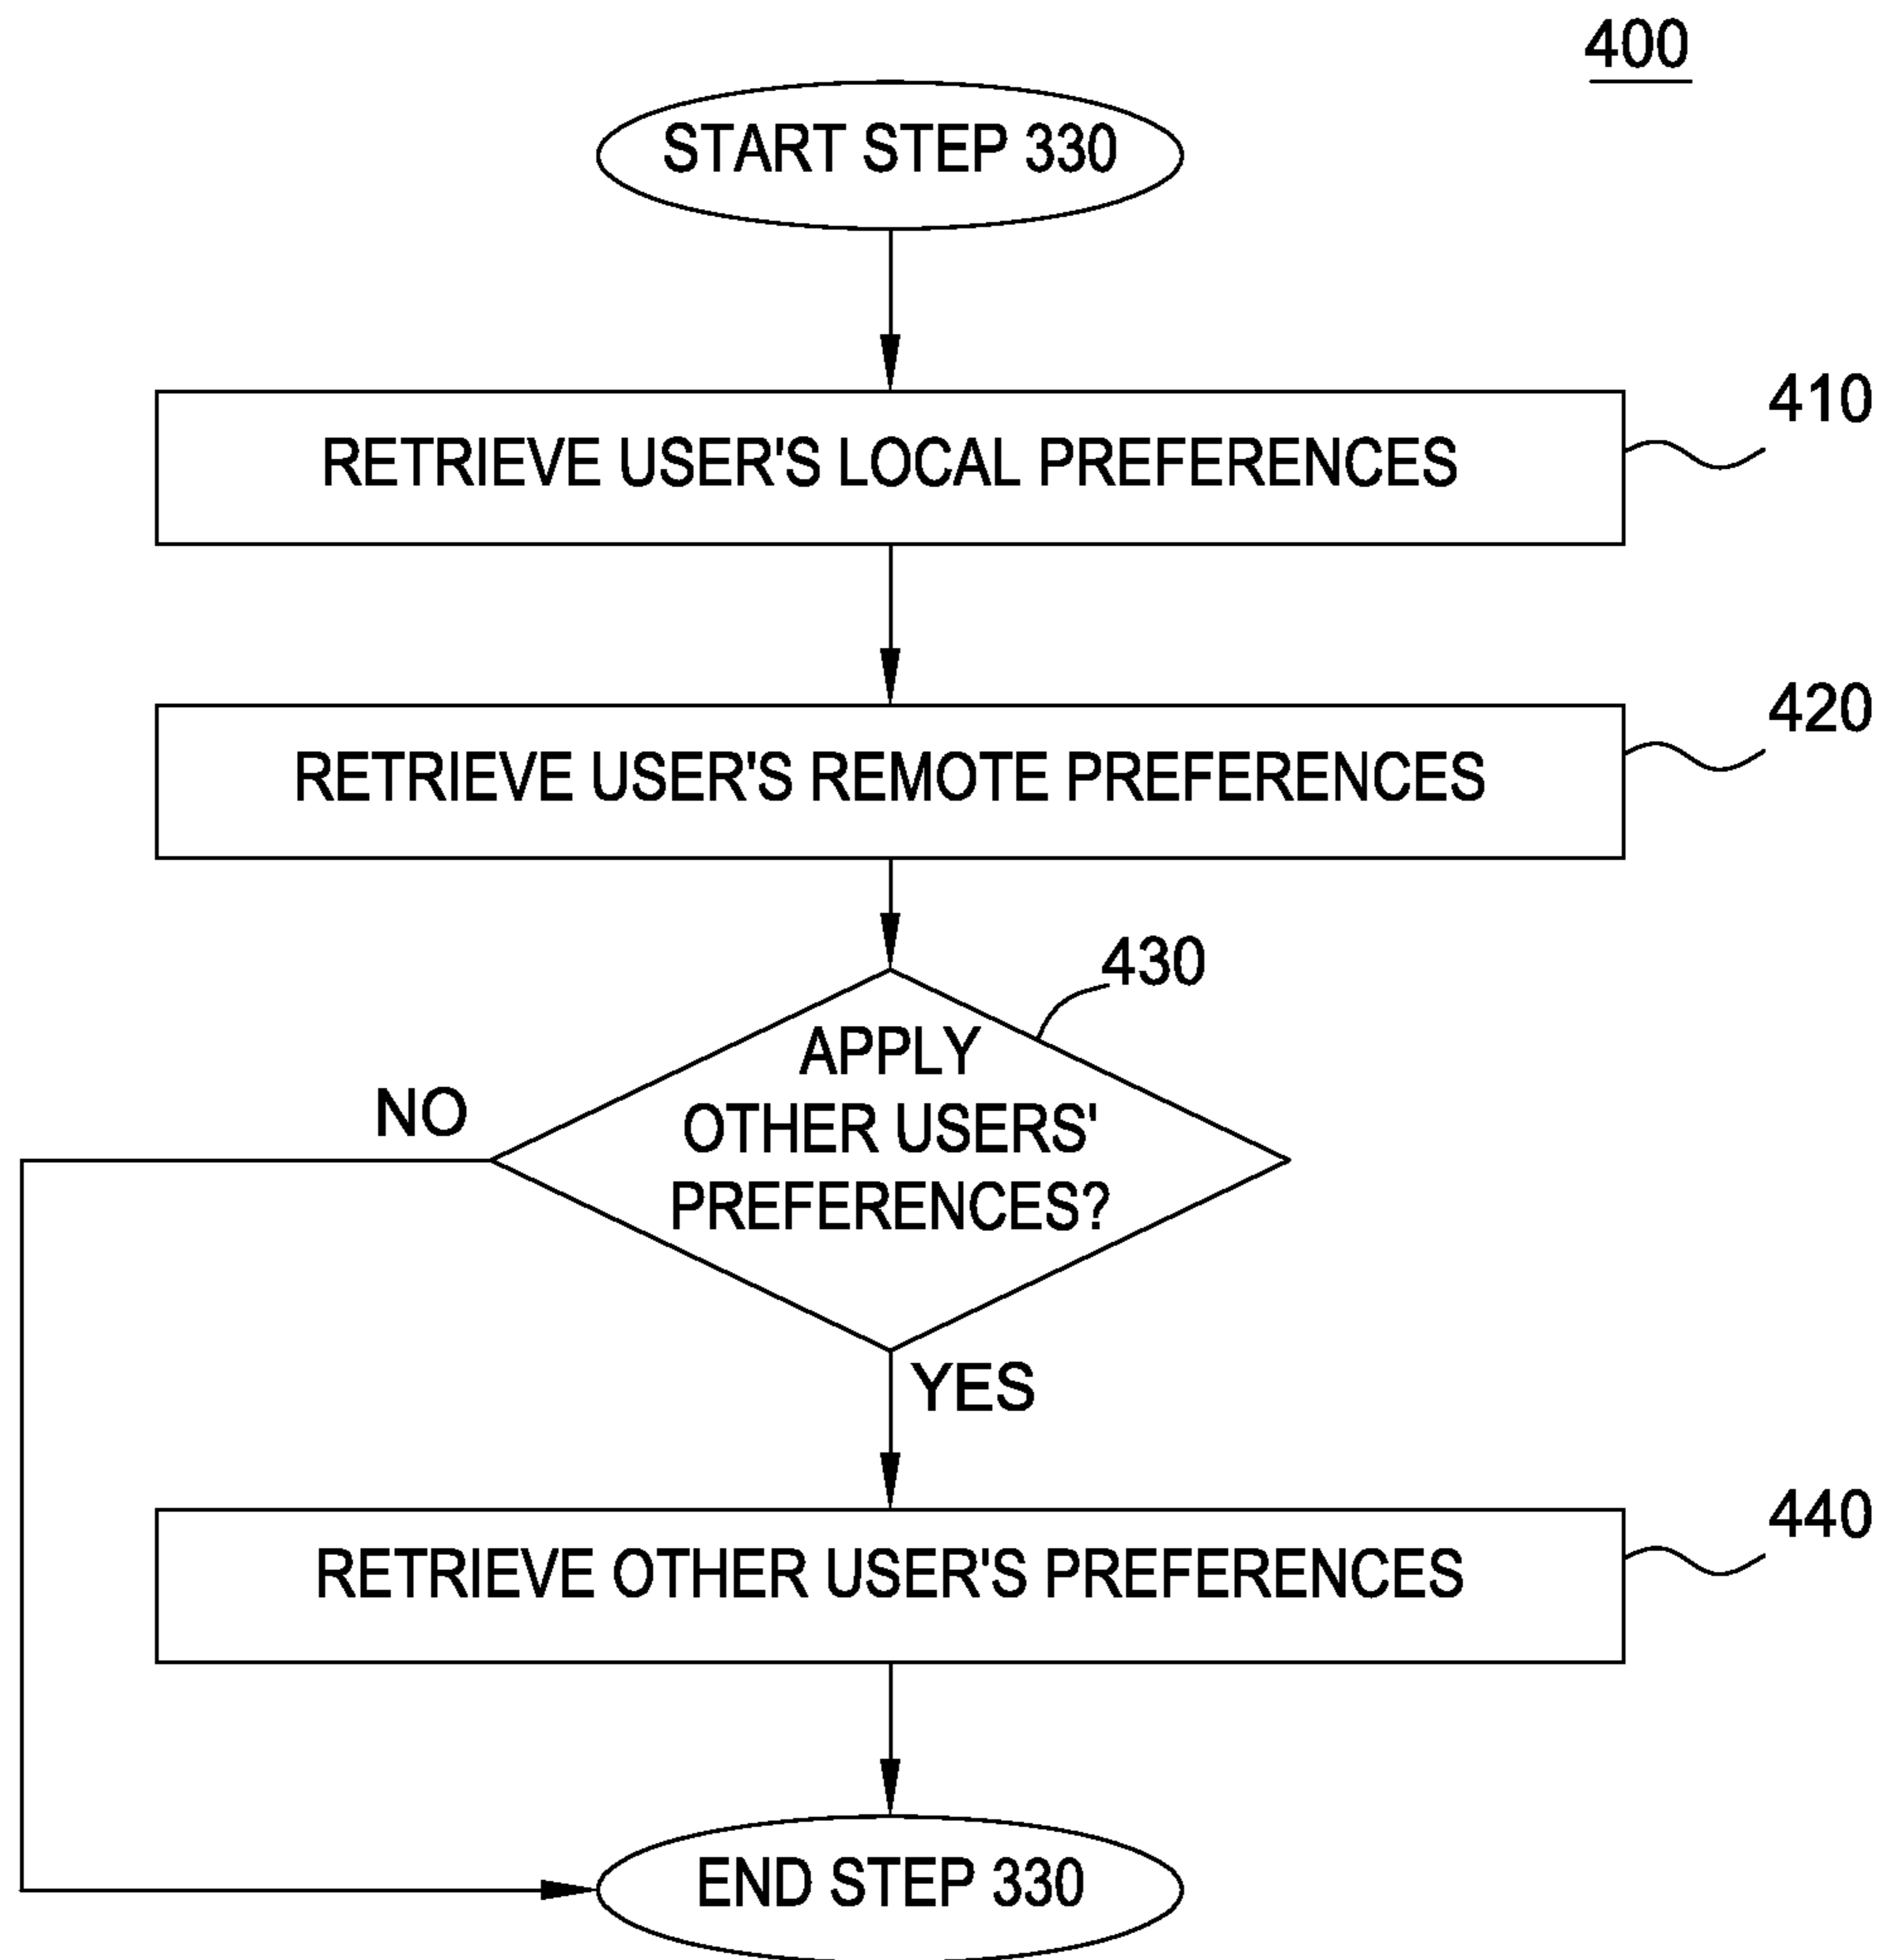 400
START STEP 330
410
RETRIEVE USER'S LOCAL PREFERENCES
420
RETRIEVE USER'S REMOTE PREFERENCES
430
APPLY
OTHER USERS'
PREFERENCES?
NO
YES
440
RETRIEVE OTHER USER'S PREFERENCES
END STEP 330